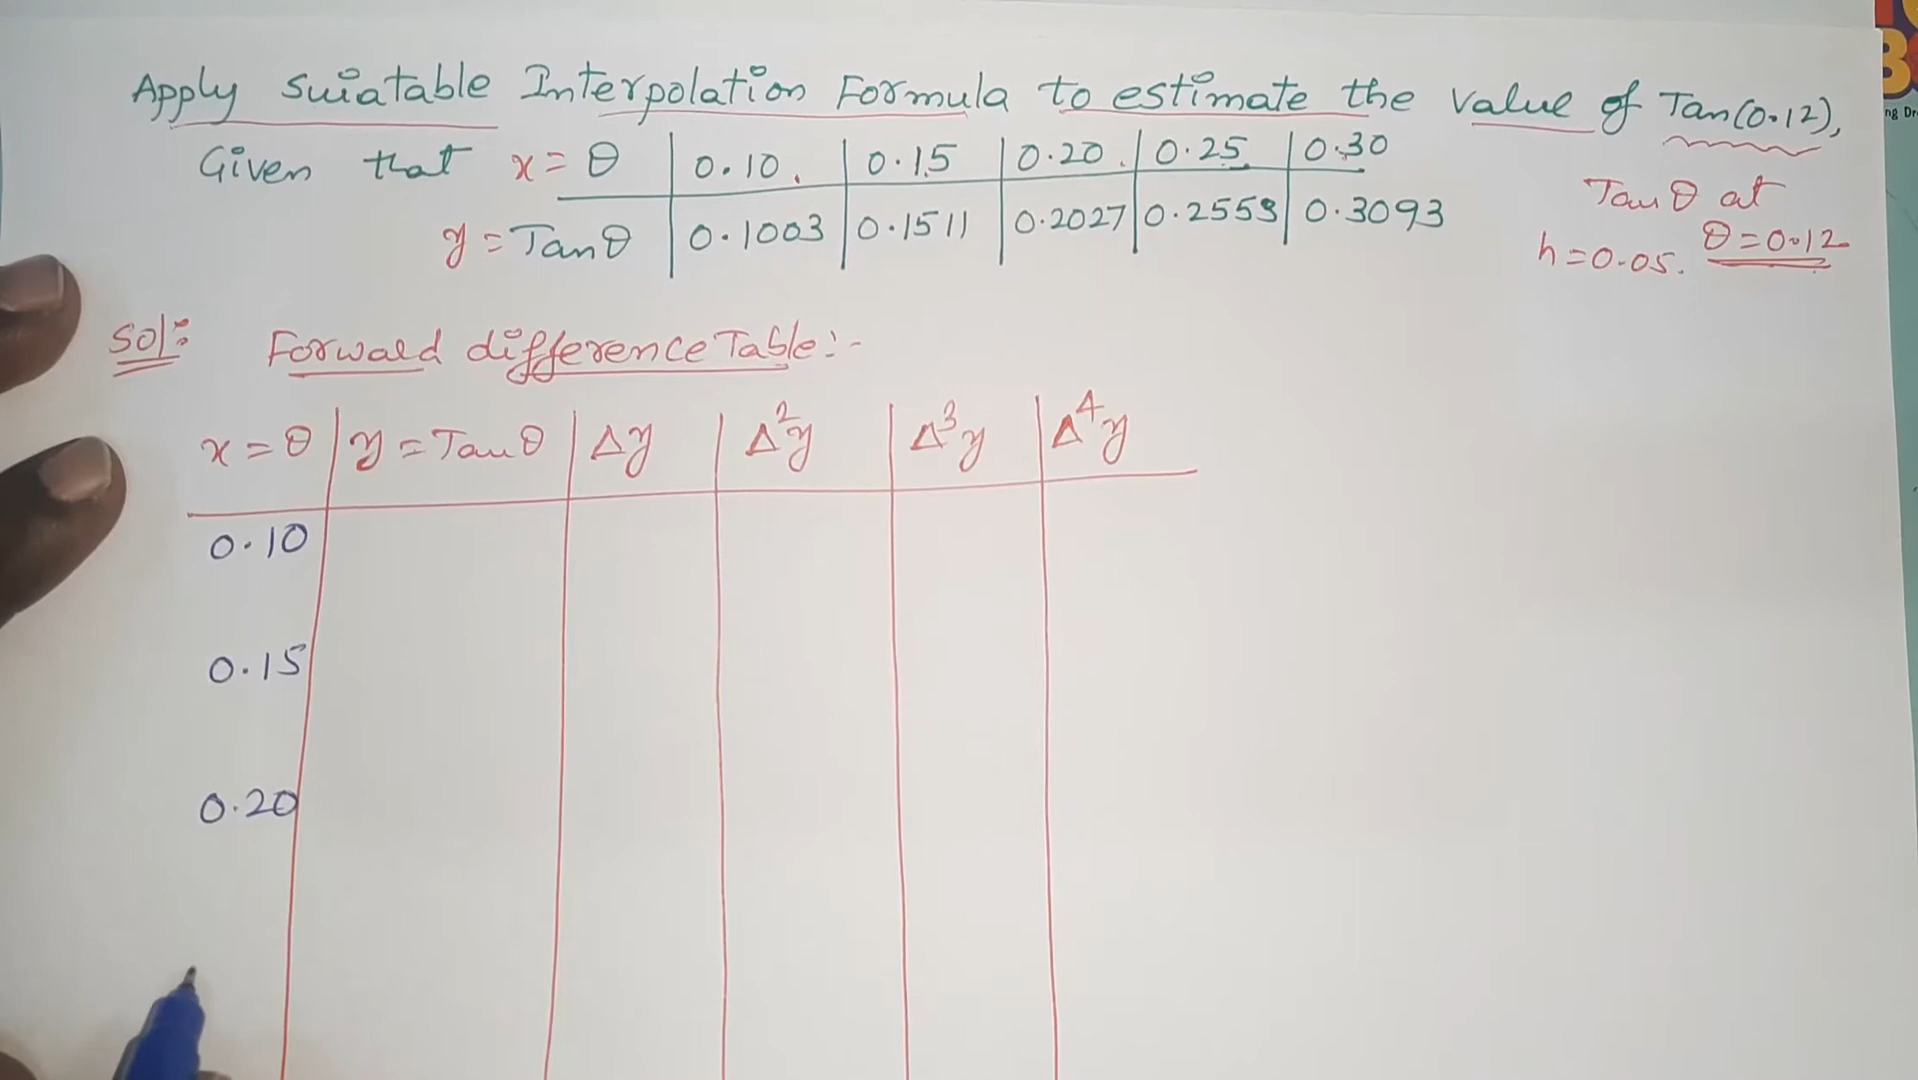 Apply Suiatable Interpolation Formula to estimate the value of Tan(0.12),
Given that x = θ | 0.10 | 0.15 | 0.20 | 0.25 | 0.30
y = Tanθ | 0.1003 | 0.1511 | 0.2027 | 0.2553 | 0.3093
Tanθ at
h = 0.05. θ = 0.12
Sol: Forward difference Table:-
x = θ | y = Tanθ | Δy | Δ²y | Δ³y | Δ⁴y
0.10
0.15
0.20